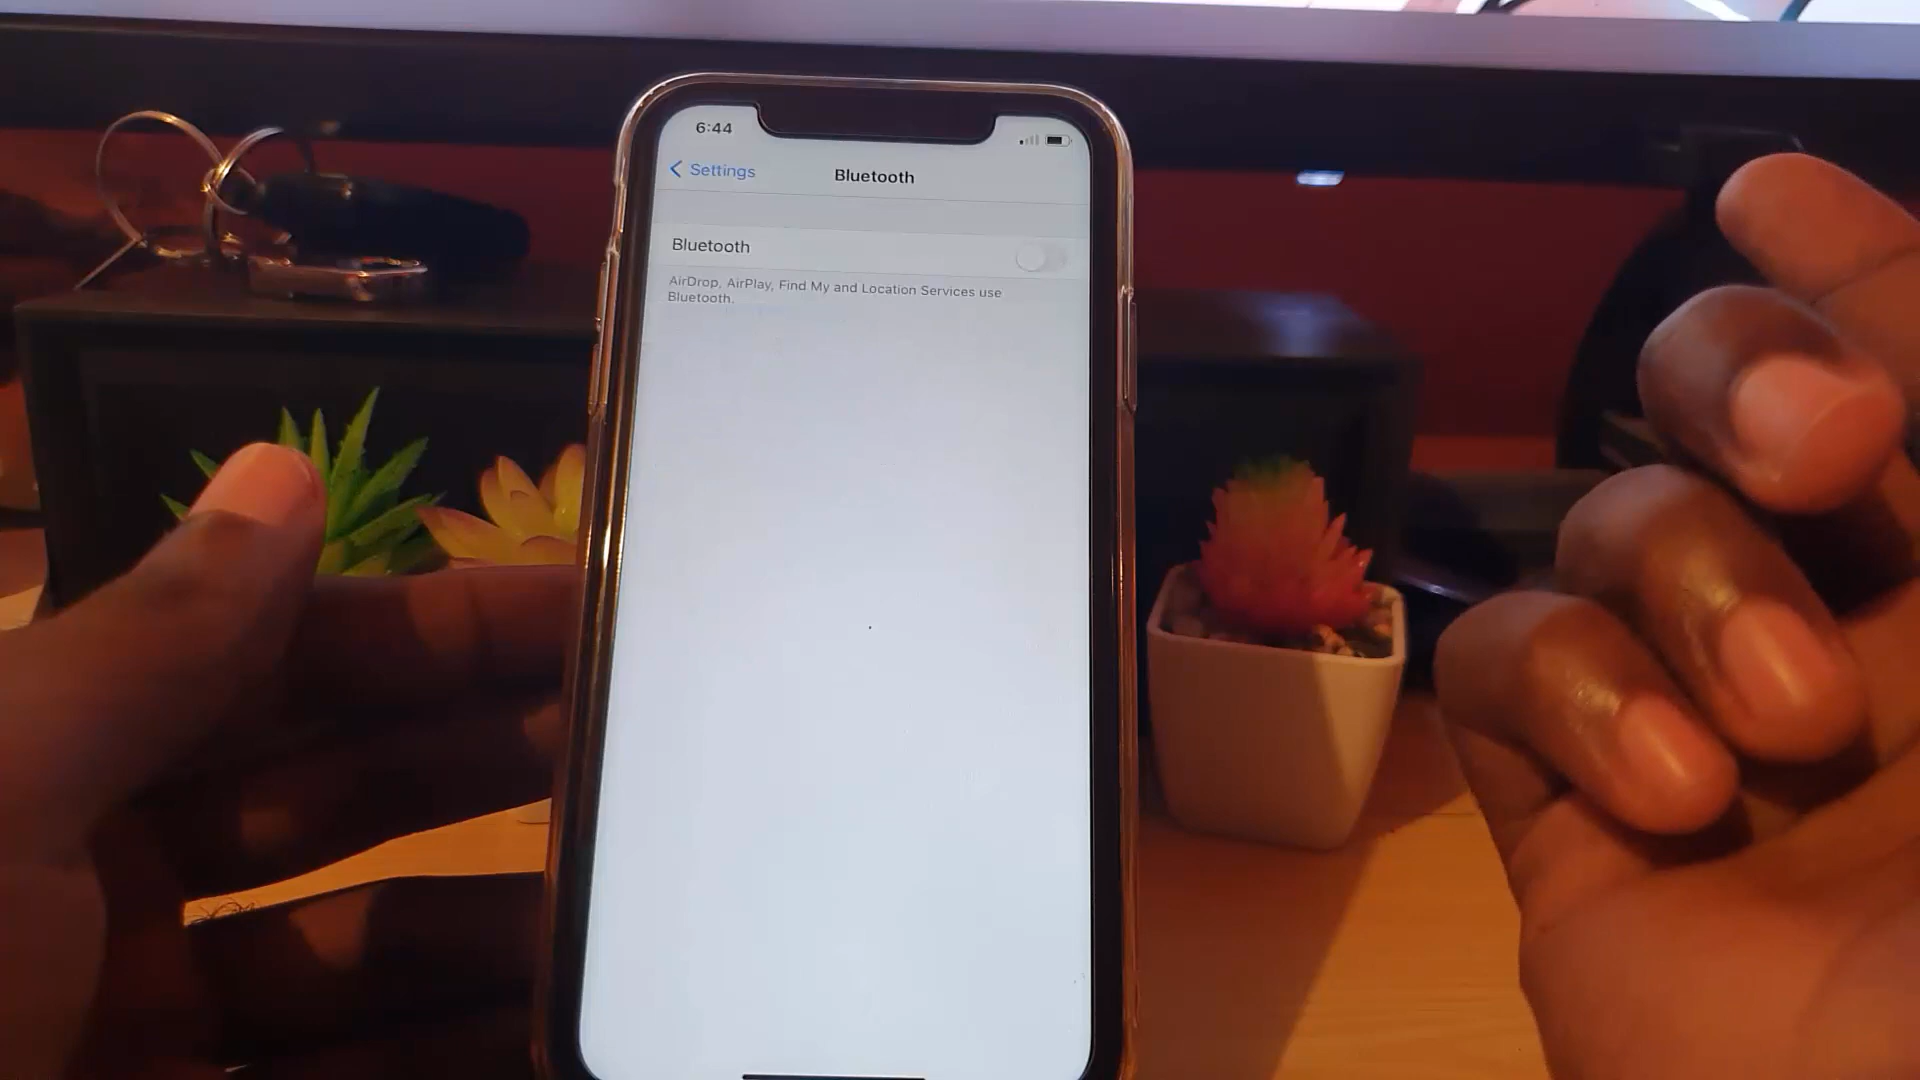 6:44
Settings
Bluetooth
Bluetooth
AirDrop, AirPlay, Find My and Location Services use
Bluetooth.